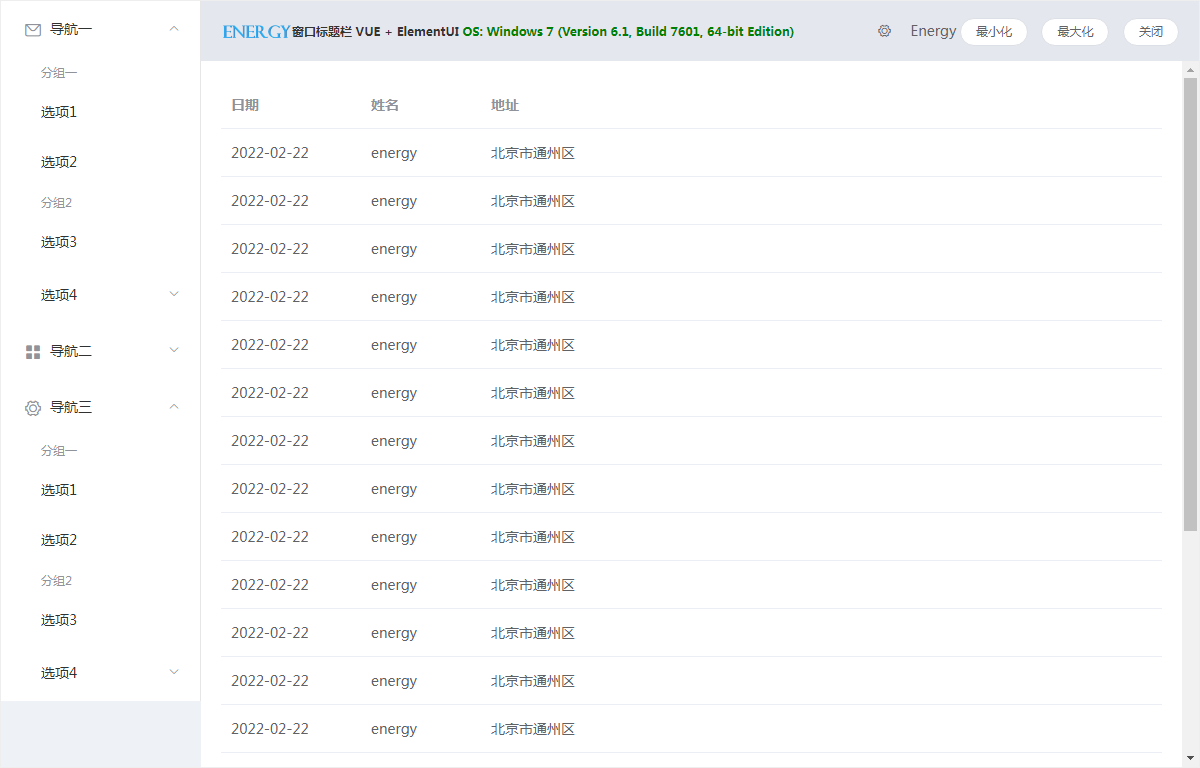 导航一
分组一
选项1
选项2
分组2
选项3
选项4
导航二
导航三
分组一
选项1
选项2
分组2
选项3
选项4
ENERGY窗口标题栏 VUE + ElementUI OS: Windows 7 (Version 6.1, Build 7601, 64-bit Edition) Energy 最小化 最大化 关闭
日期 姓名 地址
2022-02-22 energy 北京市通州区
2022-02-22 energy 北京市通州区
2022-02-22 energy 北京市通州区
2022-02-22 energy 北京市通州区
2022-02-22 energy 北京市通州区
2022-02-22 energy 北京市通州区
2022-02-22 energy 北京市通州区
2022-02-22 energy 北京市通州区
2022-02-22 energy 北京市通州区
2022-02-22 energy 北京市通州区
2022-02-22 energy 北京市通州区
2022-02-22 energy 北京市通州区
2022-02-22 energy 北京市通州区